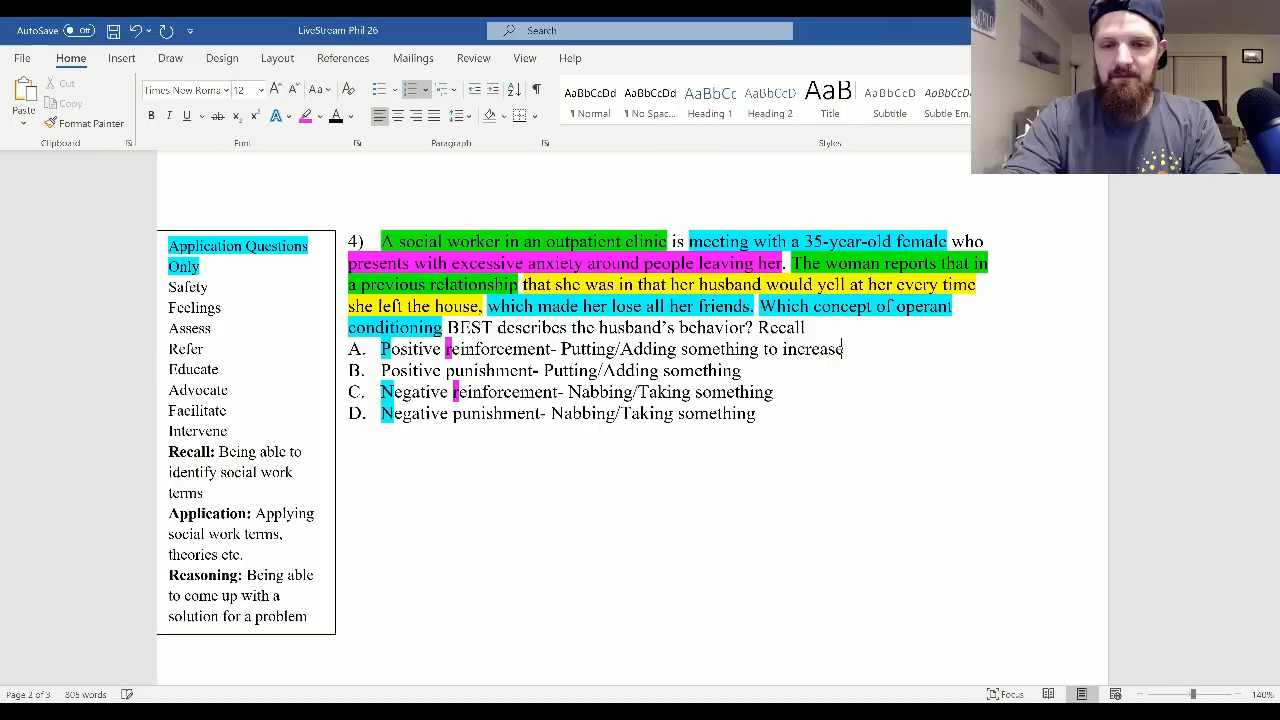 AutoSave Off LiveStream Phil 26 Search
File Home Insert Draw Design Layout References Mailings Review View Help
Paste Cut Copy Format Painter
Times New Roma 12 Aa
B I U ab x₂ x² A A
AaBbCcDd AaBbCcDd AaBbCc AaBbCcDd AaB AaBbCcDd AaBbCcDd
¶ Normal ¶ No Spac... Heading 1 Heading 2 Title Subtitle Subtle Em...
Clipboard Font Paragraph Styles
WORLD
Application Questions
Only
Safety
Feelings
Assess
Refer
Educate
Advocate
Facilitate
Intervene
Recall: Being able to
identify social work
terms
Application: Applying
social work terms,
theories etc.
Reasoning: Being able
to come up with a
solution for a problem
4) A social worker in an outpatient clinic is meeting with a 35-year-old female who
presents with excessive anxiety around people leaving her. The woman reports that in
a previous relationship that she was in that her husband would yell at her every time
she left the house, which made her lose all her friends. Which concept of operant
conditioning BEST describes the husband's behavior? Recall
A. Positive reinforcement- Putting/Adding something to increase
B. Positive punishment- Putting/Adding something
C. Negative reinforcement- Nabbing/Taking something
D. Negative punishment- Nabbing/Taking something
Page 2 of 3 805 words Focus 140%